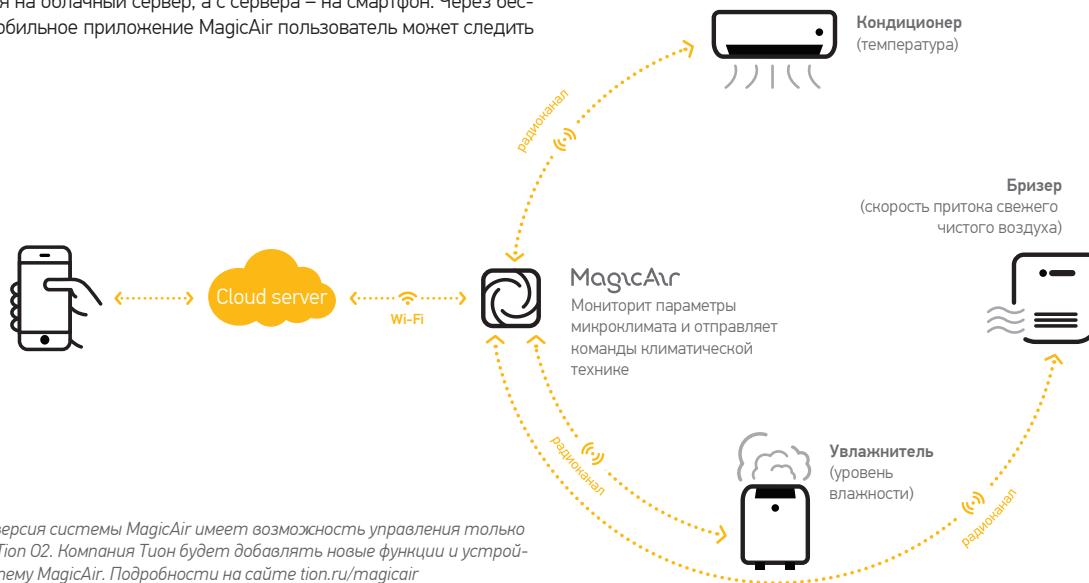 я на облачный сервер, а с сервера – на смартфон. Через бес-
обильное приложение MagicAir пользователь может следить
Кондиционер
(температура)
радиоканал
Бризер
(скорость притока свежего
чистого воздуха)
Cloud server
Wi-Fi
MagicAir
Мониторит параметры
микроклимата и отправляет
команды климатической
технике
радиоканал
Увлажнитель
(уровень
влажности)
радиоканал
версия системы MagicAir имеет возможность управления только
Tion O2. Компания Тион будет добавлять новые функции и устрой-
тему MagicAir. Подробности на сайте tion.ru/magicair